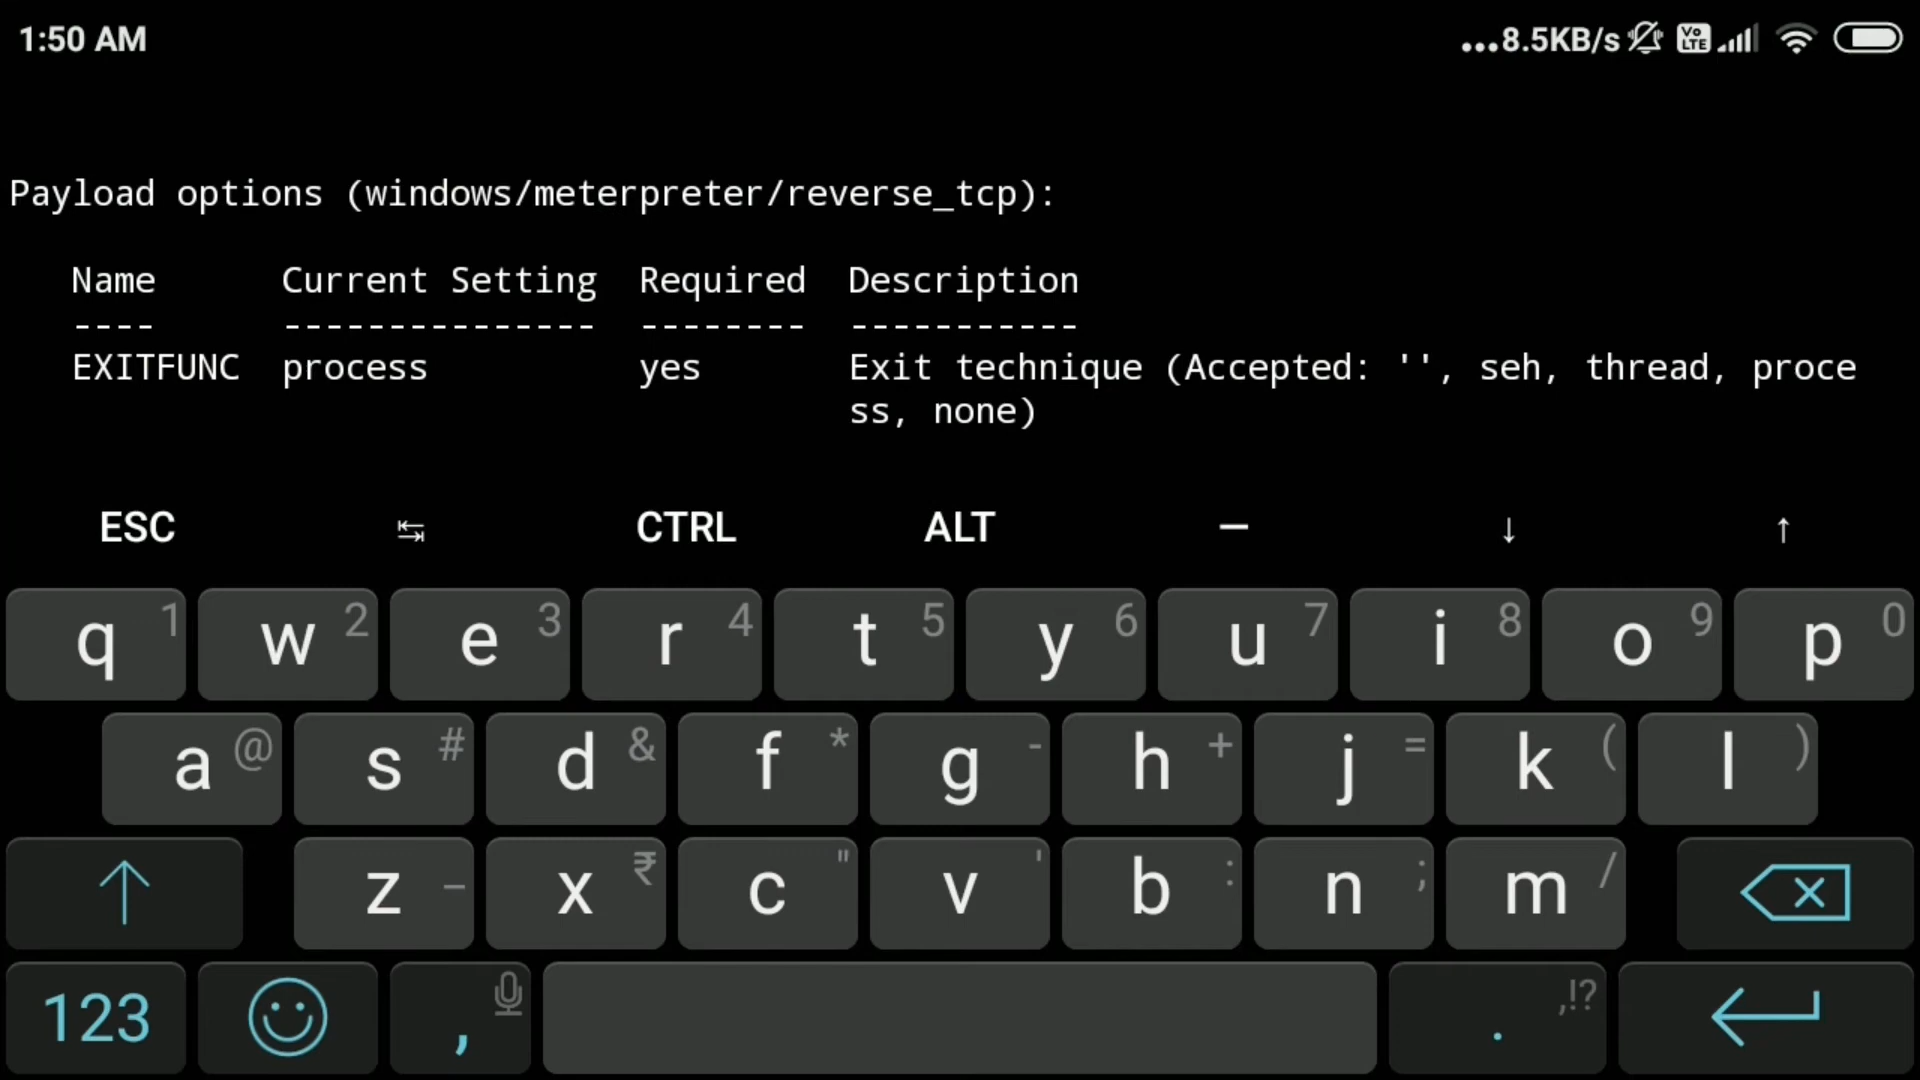 1:50 AM ...8.5KB/s Vo LTE
Payload options (windows/meterpreter/reverse_tcp):
Name Current Setting Required Description
---- --------------- -------- -----------
EXITFUNC process yes Exit technique (Accepted: '', seh, thread, proce
ss, none)
ESC ↹ CTRL ALT — ↓ ↑
q 1 w 2 e 3 r 4 t 5 y 6 u 7 i 8 o 9 p 0
a @ s # d & f * g - h + j = k ( l )
z _ x ₹ c " v ' b : n ; m /
123 , . ,!?